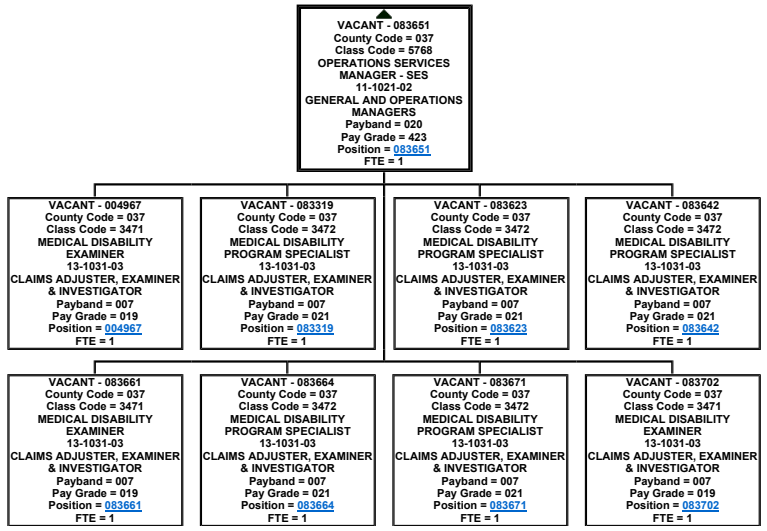 VACANT - 083651
County Code = 037
Class Code = 5768
OPERATIONS SERVICES
MANAGER - SES
11-1021-02
GENERAL AND OPERATIONS
MANAGERS
Payband = 020
Pay Grade = 423
Position = 083651
FTE = 1
VACANT - 004967
County Code = 037
Class Code = 3471
MEDICAL DISABILITY
EXAMINER
13-1031-03
CLAIMS ADJUSTER, EXAMINER
& INVESTIGATOR
Payband = 007
Pay Grade = 019
Position = 004967
FTE = 1
VACANT - 083319
County Code = 037
Class Code = 3472
MEDICAL DISABILITY
PROGRAM SPECIALIST
13-1031-03
CLAIMS ADJUSTER, EXAMINER
& INVESTIGATOR
Payband = 007
Pay Grade = 021
Position = 083319
FTE = 1
VACANT - 083623
County Code = 037
Class Code = 3472
MEDICAL DISABILITY
PROGRAM SPECIALIST
13-1031-03
CLAIMS ADJUSTER, EXAMINER
& INVESTIGATOR
Payband = 007
Pay Grade = 021
Position = 083623
FTE = 1
VACANT - 083642
County Code = 037
Class Code = 3472
MEDICAL DISABILITY
PROGRAM SPECIALIST
13-1031-03
CLAIMS ADJUSTER, EXAMINER
& INVESTIGATOR
Payband = 007
Pay Grade = 021
Position = 083642
FTE = 1
VACANT - 083661
County Code = 037
Class Code = 3471
MEDICAL DISABILITY
EXAMINER
13-1031-03
CLAIMS ADJUSTER, EXAMINER
& INVESTIGATOR
Payband = 007
Pay Grade = 019
Position = 083661
FTE = 1
VACANT - 083664
County Code = 037
Class Code = 3472
MEDICAL DISABILITY
PROGRAM SPECIALIST
13-1031-03
CLAIMS ADJUSTER, EXAMINER
& INVESTIGATOR
Payband = 007
Pay Grade = 021
Position = 083664
FTE = 1
VACANT - 083671
County Code = 037
Class Code = 3472
MEDICAL DISABILITY
PROGRAM SPECIALIST
13-1031-03
CLAIMS ADJUSTER, EXAMINER
& INVESTIGATOR
Payband = 007
Pay Grade = 021
Position = 083671
FTE = 1
VACANT - 083702
County Code = 037
Class Code = 3471
MEDICAL DISABILITY
EXAMINER
13-1031-03
CLAIMS ADJUSTER, EXAMINER
& INVESTIGATOR
Payband = 007
Pay Grade = 019
Position = 083702
FTE = 1